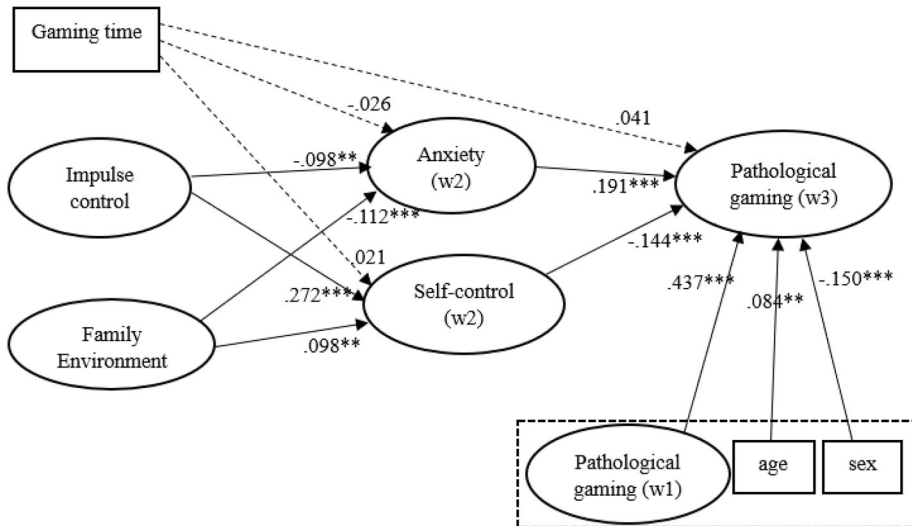 Gaming time
-.026
.041
-.098**
Anxiety
(w2)
Impulse
control
.191***
Pathological
gaming (w3)
-.112***
-.144***
.021
.272***
Self-control
(w2)
.437***
.084**
-.150***
Family
Environment
.098**
Pathological
gaming (w1)
age
sex